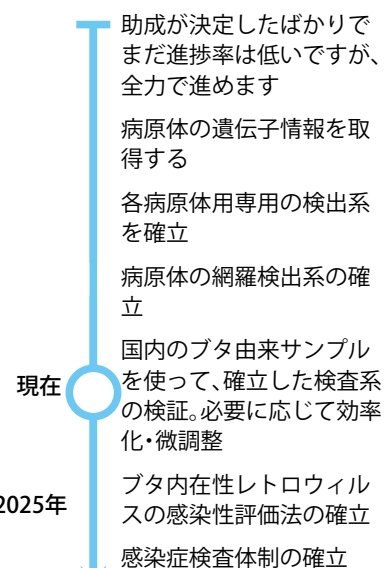 助成が決定したばかりで
まだ進捗率は低いですが、
全力で進めます
病原体の遺伝子情報を取
得する
各病原体用専用の検出系
を確立
病原体の網羅検出系の確
立
国内のブタ由来サンプル
現在
を使って、確立した検査系
の検証。必要に応じて効率
化・微調整
ブタ内在性レトロウィル
2025年
スの感染性評価法の確立
感染症検査体制の確立